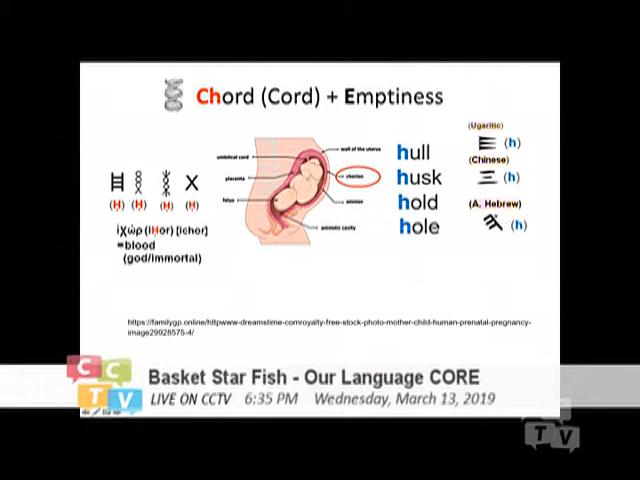 Chord (Cord) + Emptiness
(H) (H) (H) (H)
ἰχώρ (iHor) [ichor]
=blood
(god/immortal)
umbilical cord
placenta
fetus
wall of the uterus
chorion
amnion
amniotic cavity
hull
husk
hold
hole
(Ugaritic)
(h)
(Chinese)
三 (h)
(A. Hebrew)
(h)
https://familygp.online/httpwww-dreamstime-comroyalty-free-stock-photo-mother-child-human-prenatal-pregnancy-
image29928575-4/
CCTV
Basket Star Fish - Our Language CORE
LIVE ON CCTV 6:35 PM Wednesday, March 13, 2019
TV